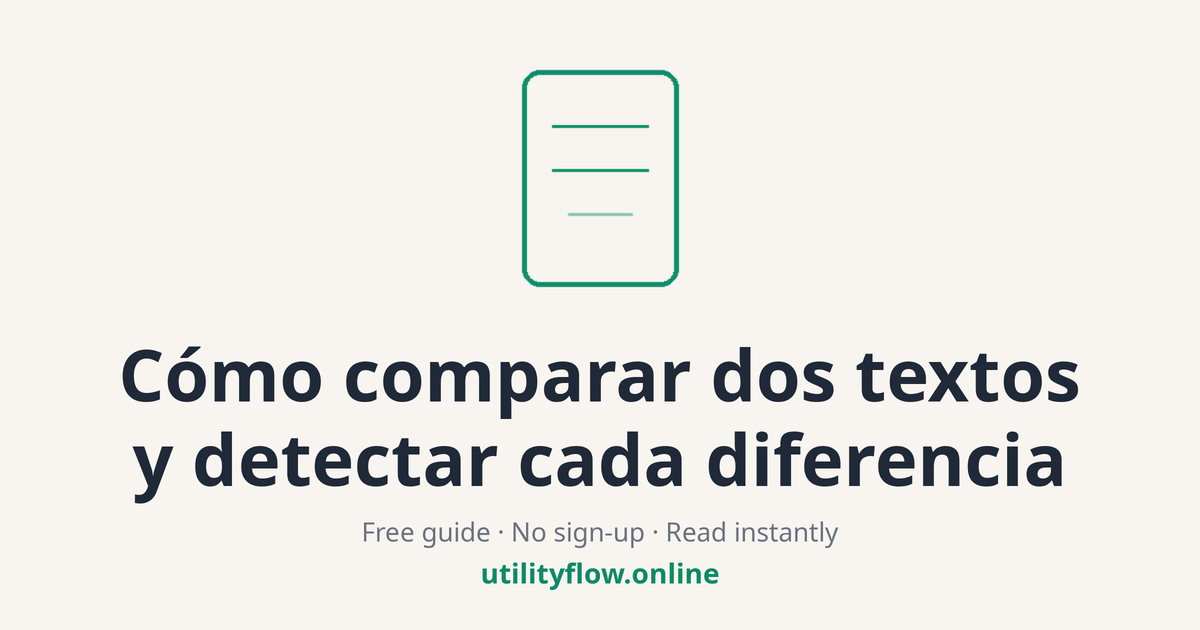 Cómo comparar dos textos
y detectar cada diferencia
Free guide · No sign-up · Read instantly
utilityflow.online